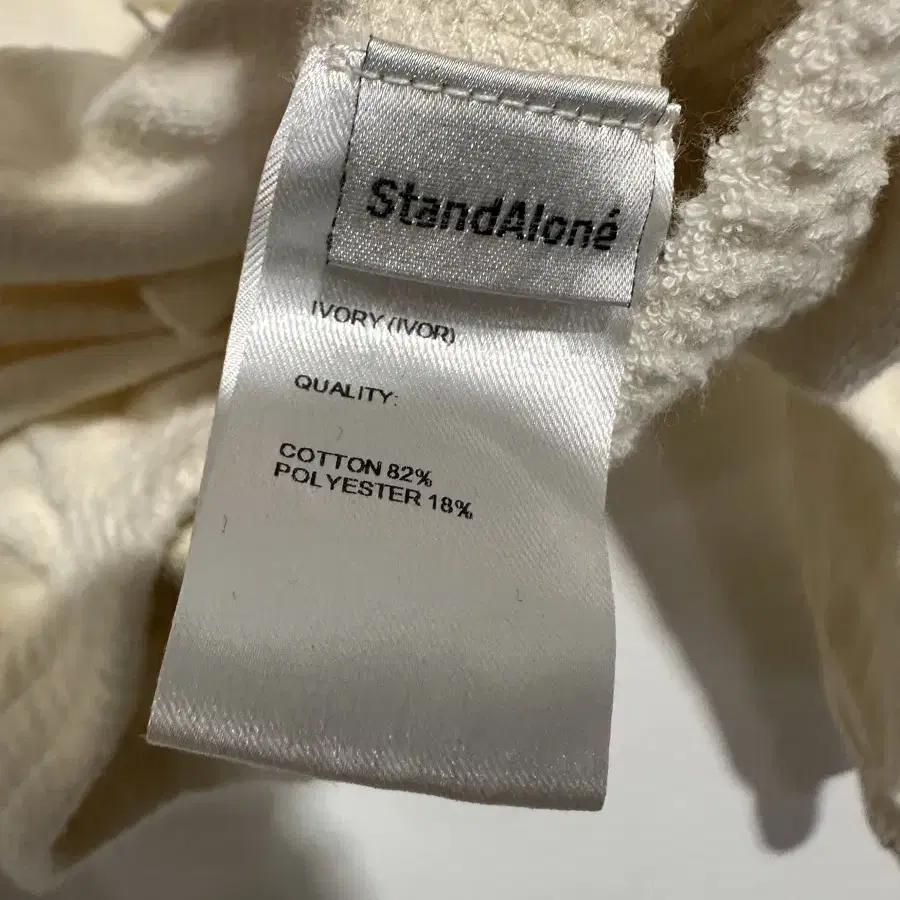 StandAloné
IVORY (IVOR)
QUALITY:
COTTON 82%
POLYESTER 18%